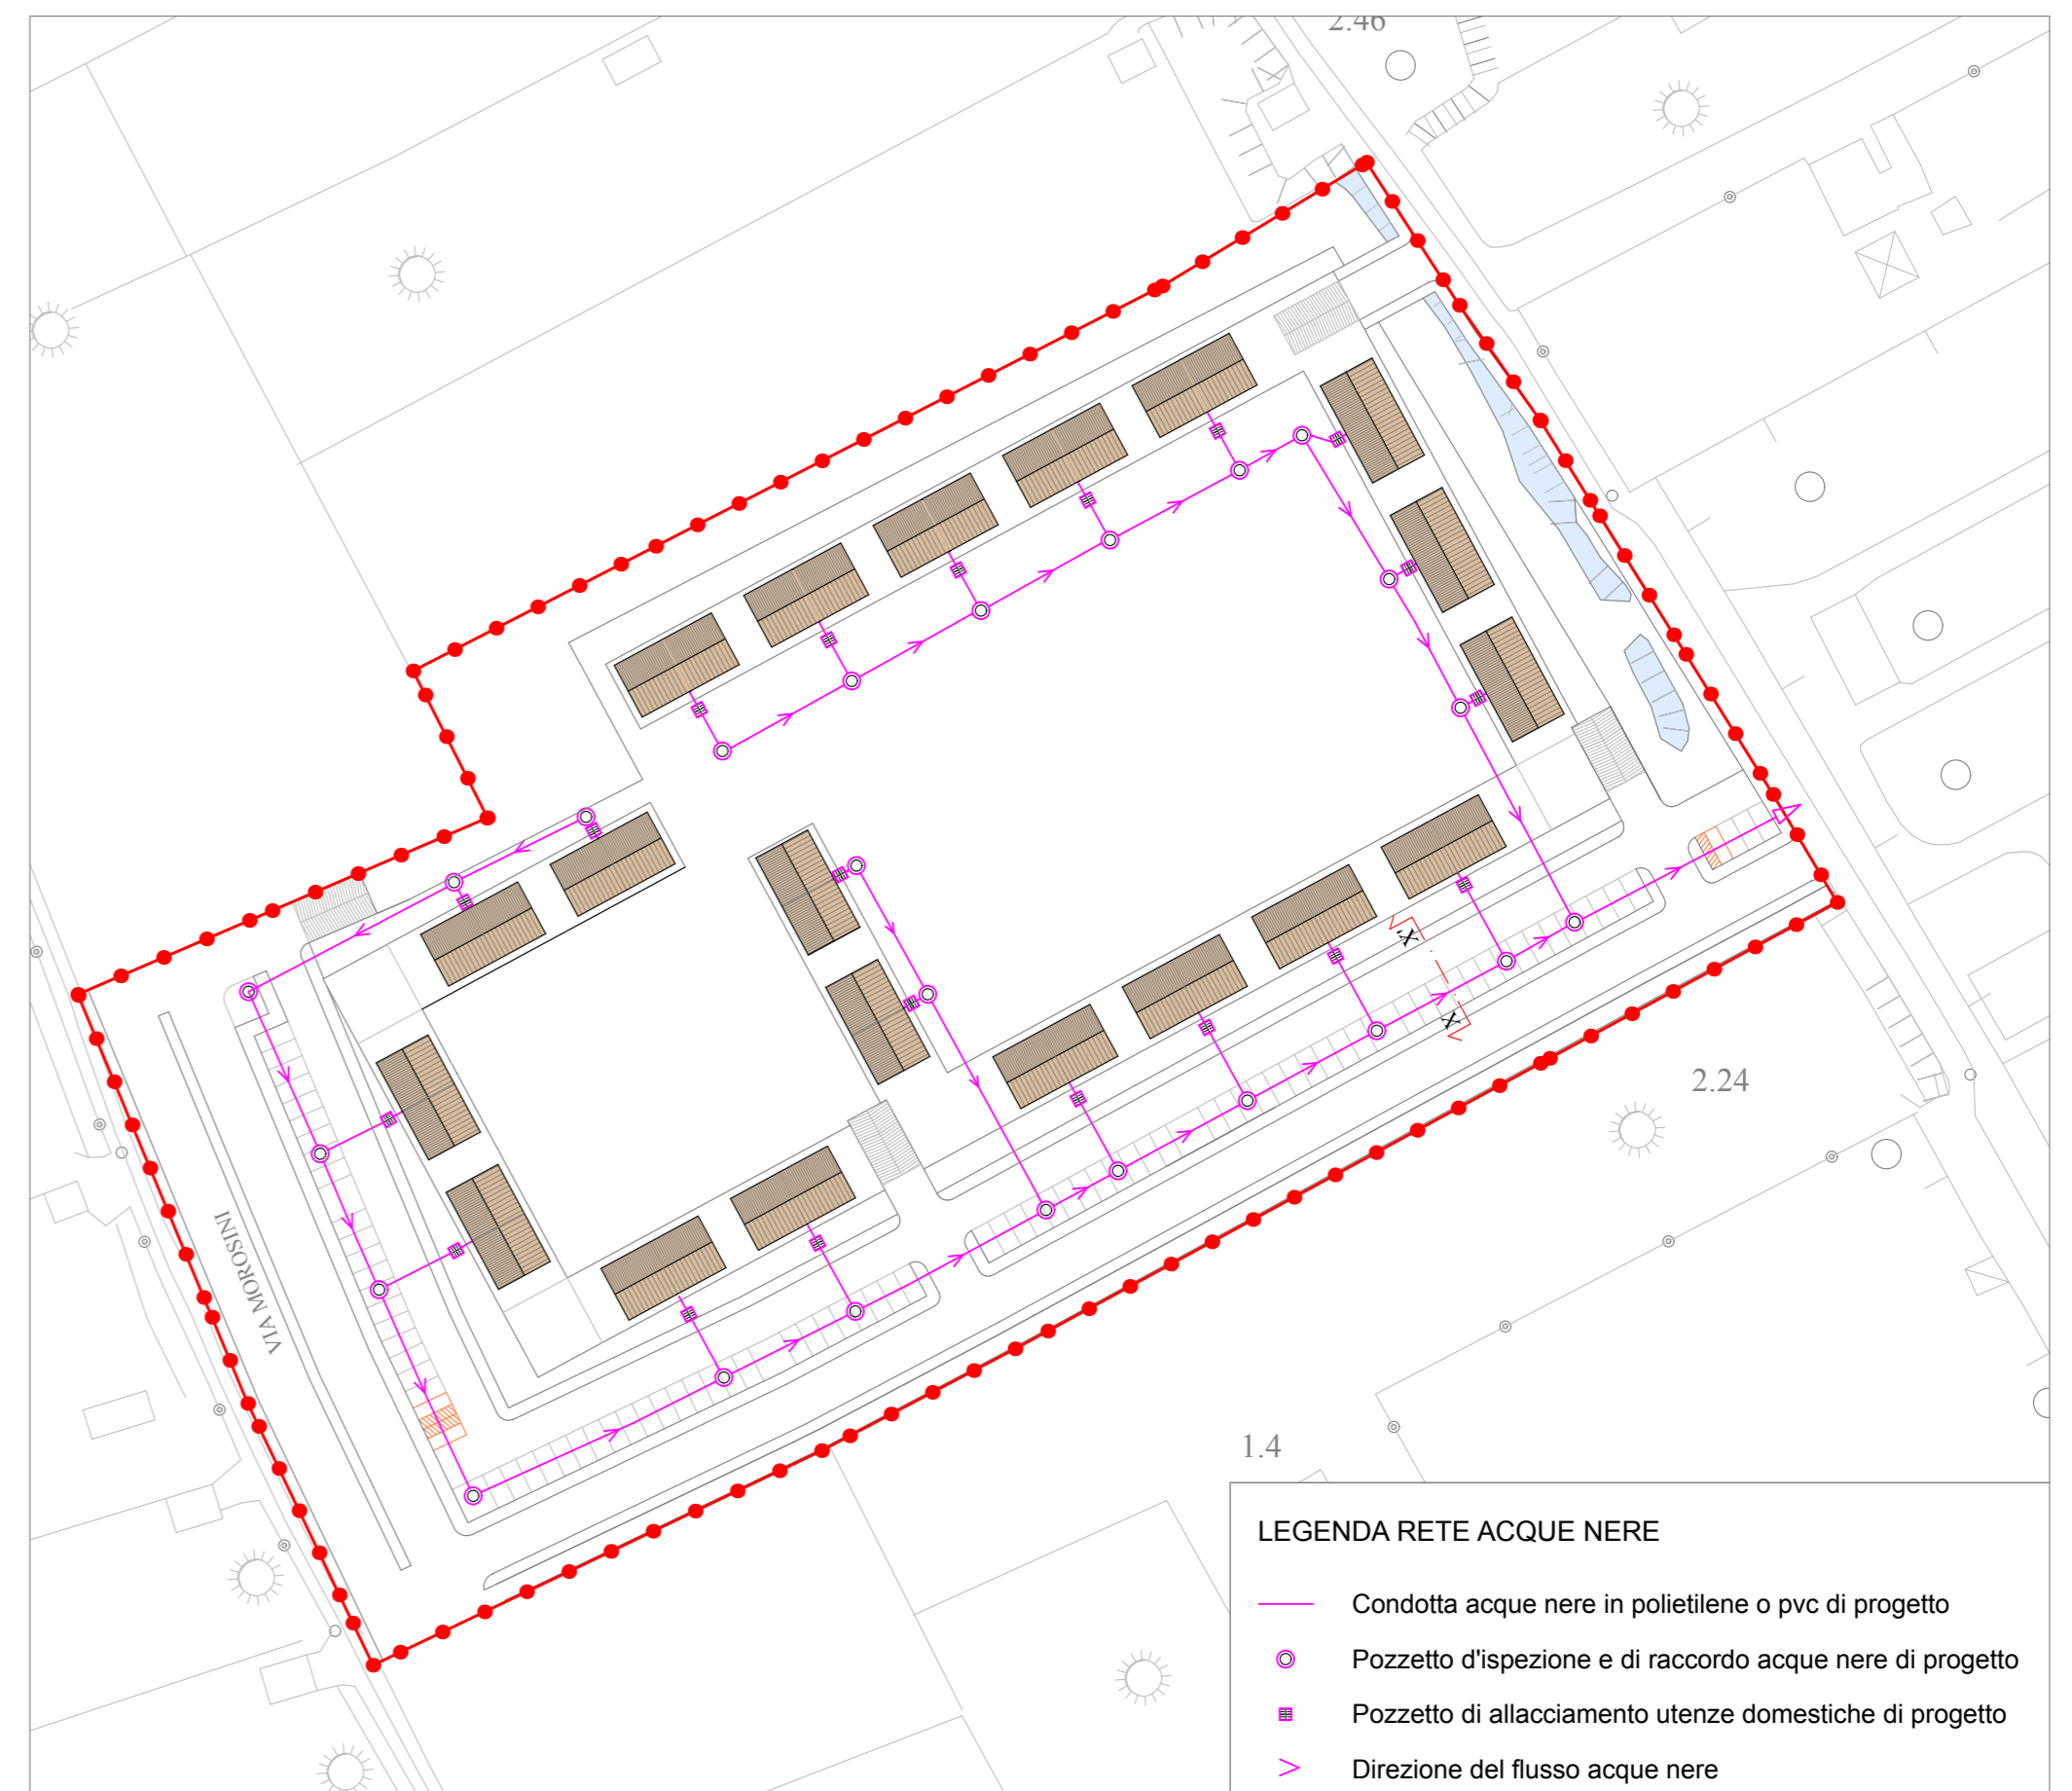 2.46
X
X
2.24
VIA MOROSINI
1.4
LEGENDA RETE ACQUE NERE
Condotta acque nere in polietilene o pvc di progetto
Pozzetto d'ispezione e di raccordo acque nere di progetto
Pozzetto di allacciamento utenze domestiche di progetto
Direzione del flusso acque nere